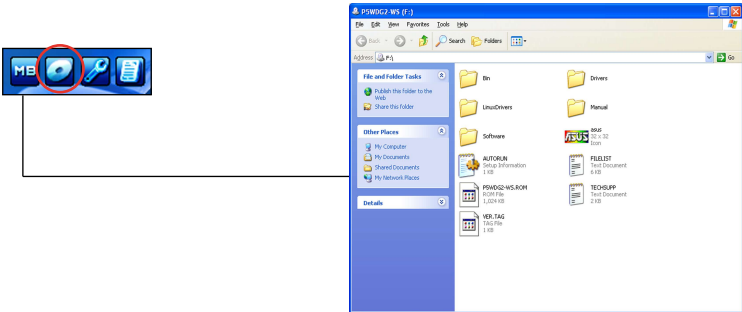 MB
P5WDG2-WS (F:)
File Edit View Favorites Tools Help
Back Search Folders
Address F:\ Go
File and Folder Tasks
Publish this folder to the
Web
Share this folder
Other Places
My Computer
My Documents
Shared Documents
My Network Places
Details
Bin
Drivers
LinuxDrivers
Manual
Software
ASUS
asus
32 x 32
Icon
AUTORUN
Setup Information
1 KB
FILELIST
Text Document
6 KB
P5WDG2-WS.ROM
ROM File
1,024 KB
TECHSUPP
Text Document
2 KB
VER.TAG
TAG File
1 KB